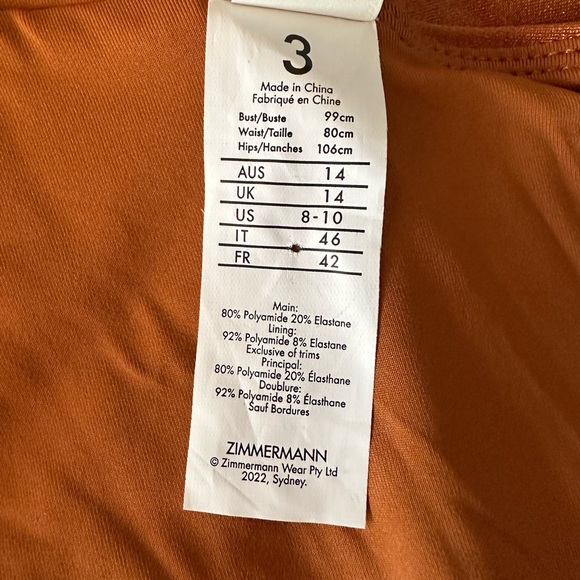 3
Made in China
Fabriqué en Chine
Bust/Buste 99cm
Waist/Taille 80cm
Hips/Hanches 106cm
AUS 14
UK 14
US 8-10
IT 46
FR 42
Main:
80% Polyamide 20% Elastane
Lining:
92% Polyamide 8% Elastane
Exclusive of trims
Principal:
80% Polyamide 20% Élasthane
Doublure:
92% Polyamide 8% Élasthane
Sauf Bordures
ZIMMERMANN
© Zimmermann Wear Pty Ltd
2022, Sydney.